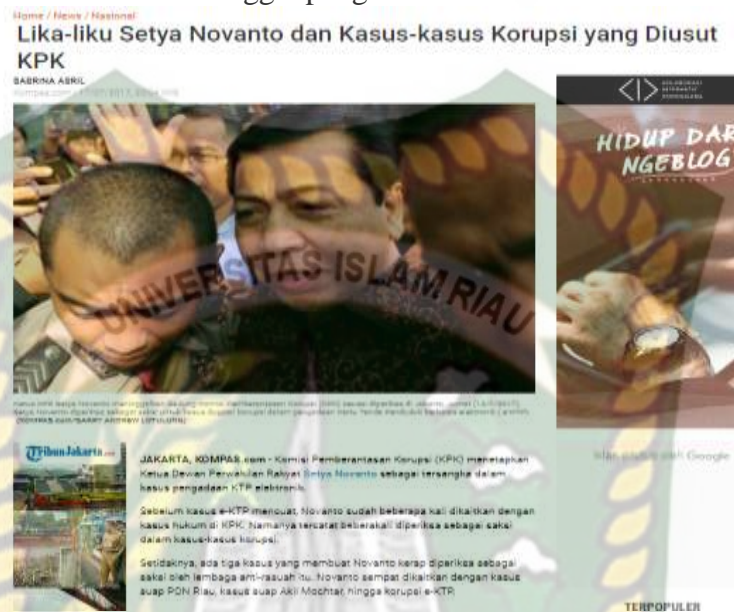 Home / News / Nasional
Lika-liku Setya Novanto dan Kasus-kasus Korupsi yang Diusut
KPK
SABRINA ASRIL
HIDUP DAR
NGEBLOG
UNIVERSITAS ISLAM RIAU
TribunJakarta.com
JAKARTA, KOMPAS.com - Komisi Pemberantasan Korupsi (KPK) menetapkan
Ketua Dewan Perwakilan Rakyat Setya Novanto sebagai tersangka dalam
kasus pengadaan KTP elektronik.
Sebelum kasus e-KTP mencuat, Novanto sudah beberapa kali dikaitkan dengan
kasus hukum di KPK. Namanya tercatat beberakali diperiksa sebagai saksi
dalam kasus-kasus korupsi.
Setidaknya, ada tiga kasus yang membuat Novanto kerap diperiksa sebagai
saksi oleh lembaga anti-rasuah itu. Novanto sempat dikaitkan dengan kasus
suap PON Riau, kasus suap Akil Mochtar, hingga korupsi e-KTP.
oleh Google
TERPOPULER